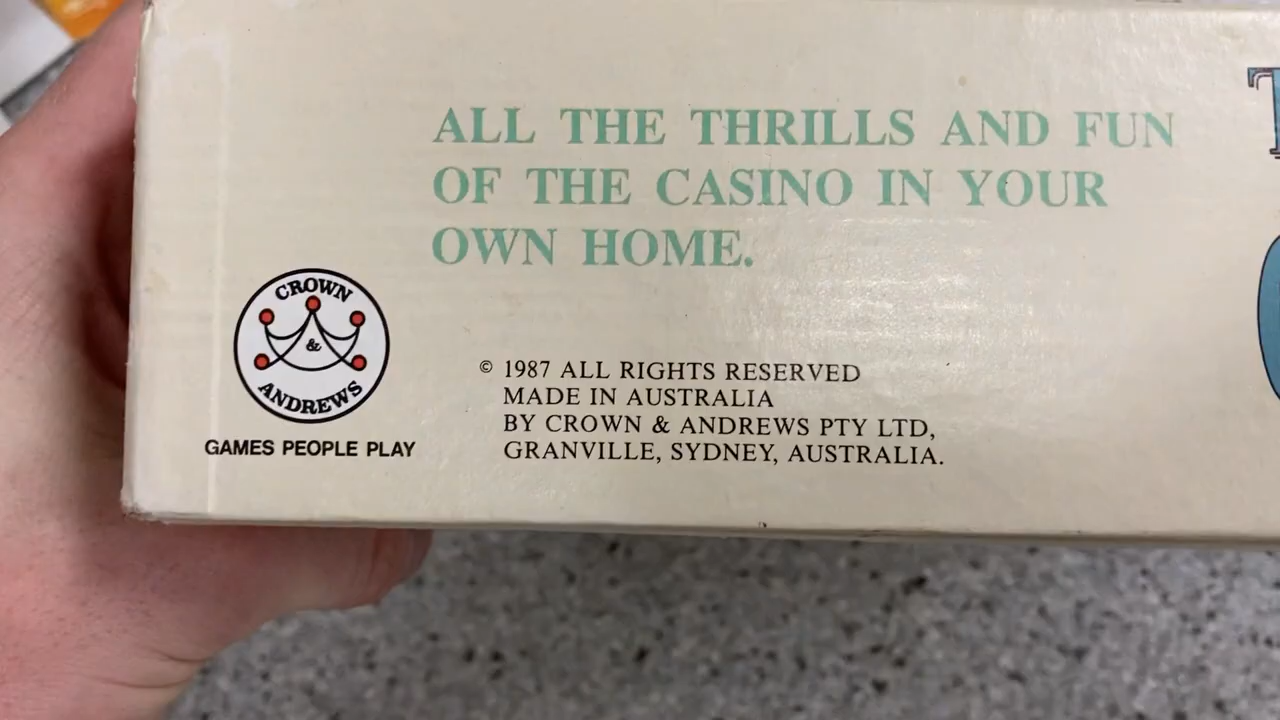 ALL THE THRILLS AND FUN
OF THE CASINO IN YOUR
OWN HOME.
CROWN
&
ANDREWS
GAMES PEOPLE PLAY
© 1987 ALL RIGHTS RESERVED
MADE IN AUSTRALIA
BY CROWN & ANDREWS PTY LTD,
GRANVILLE, SYDNEY, AUSTRALIA.